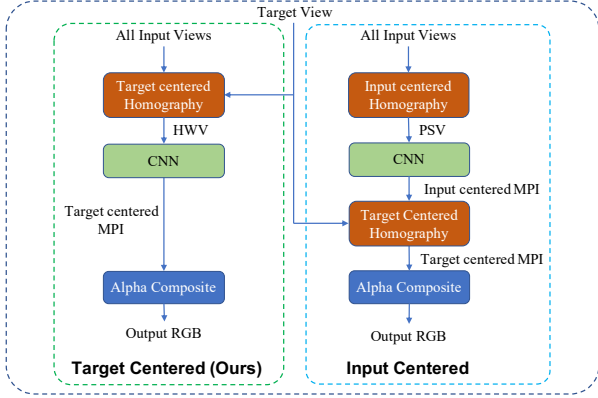 Target View
All Input Views
Target centered
Homography
HWV
CNN
Target centered
MPI
Alpha Composite
Output RGB
Target Centered (Ours)
All Input Views
Input centered
Homography
PSV
CNN
Input centered MPI
Target Centered
Homography
Target centered MPI
Alpha Composite
Output RGB
Input Centered